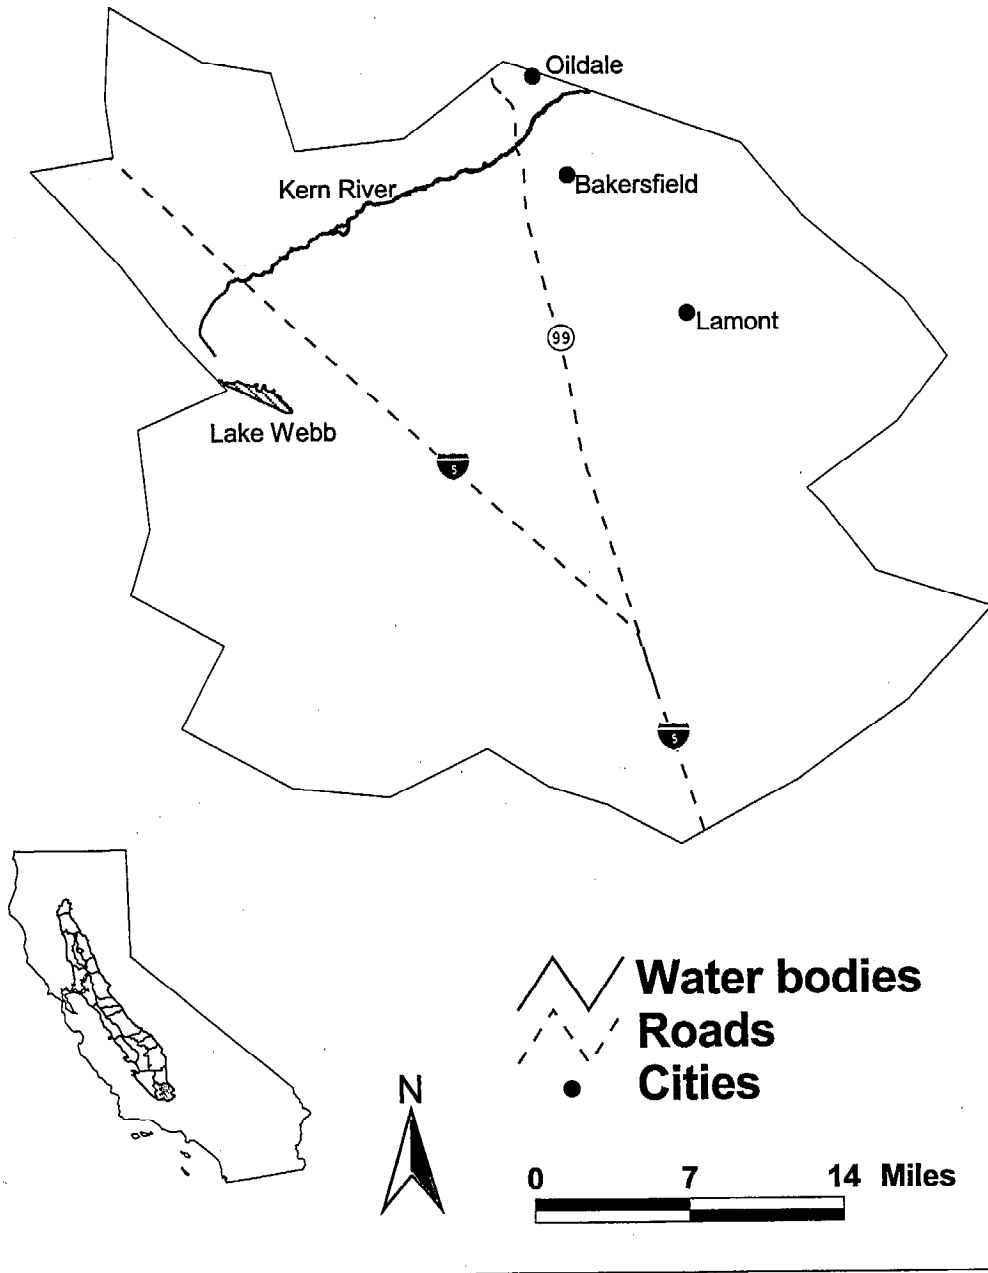 Oildale
Kern River
Bakersfield
Lamont
99
Lake Webb
5
5
Water bodies
Roads
Cities
N
0 7 14 Miles